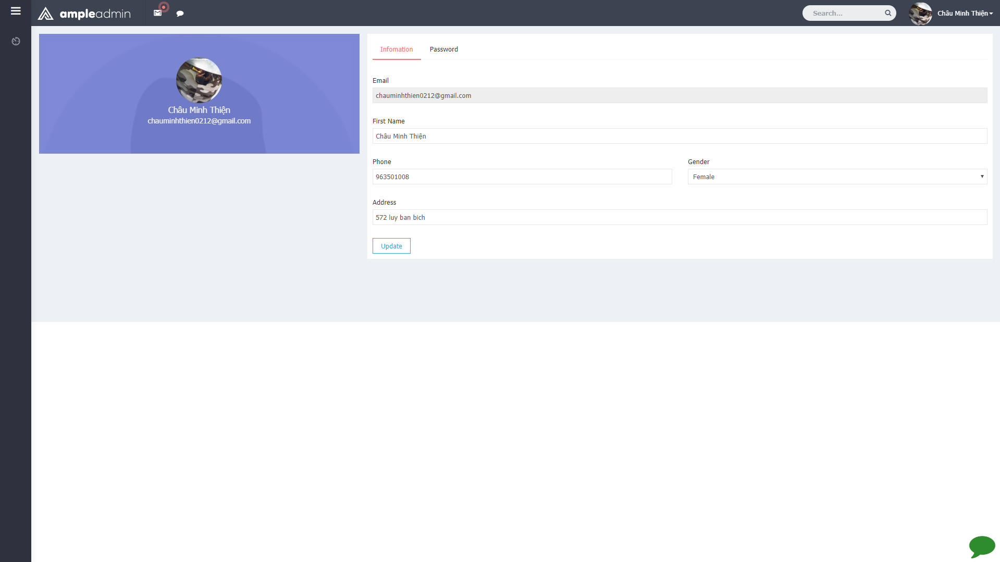 ampleadmin
Search...
Châu Minh Thiện
Châu Minh Thiện
chauminhthien0212@gmail.com
Infomation
Password
Email
chauminhthien0212@gmail.com
First Name
Châu Minh Thiện
Phone
Gender
963501008
Female
Address
572 luy ban bich
Update